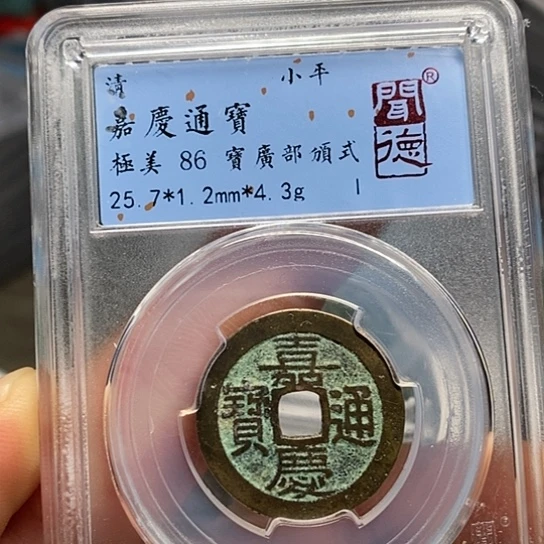 清 小平
嘉慶通寶
極美 86 寶廣部頒式
25.7*1.2mm*4.3g
聞德®
嘉慶通寶